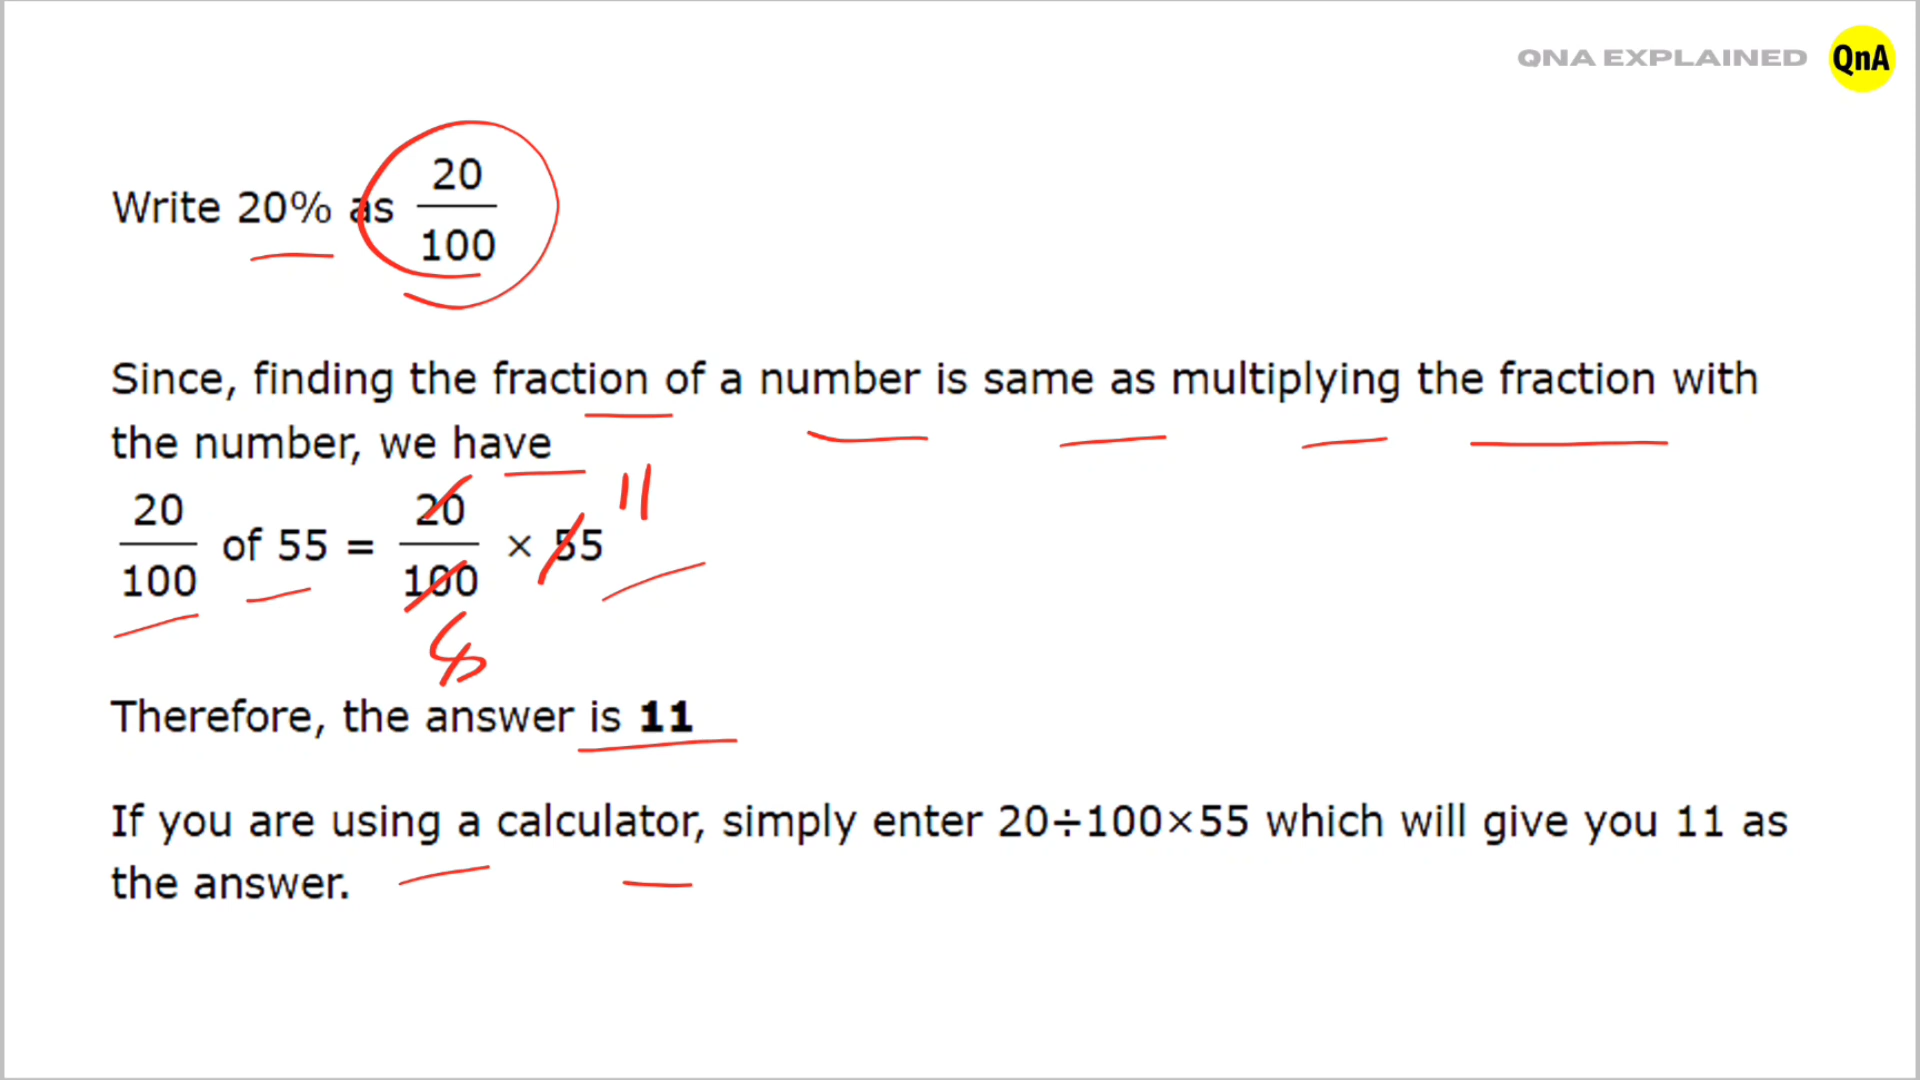 QNA EXPLAINED QnA
Write 20% as 20/100
Since, finding the fraction of a number is same as multiplying the fraction with
the number, we have
11
20/100 of 55 = 20/100 × 55
Therefore, the answer is 11
If you are using a calculator, simply enter 20÷100×55 which will give you 11 as
the answer.